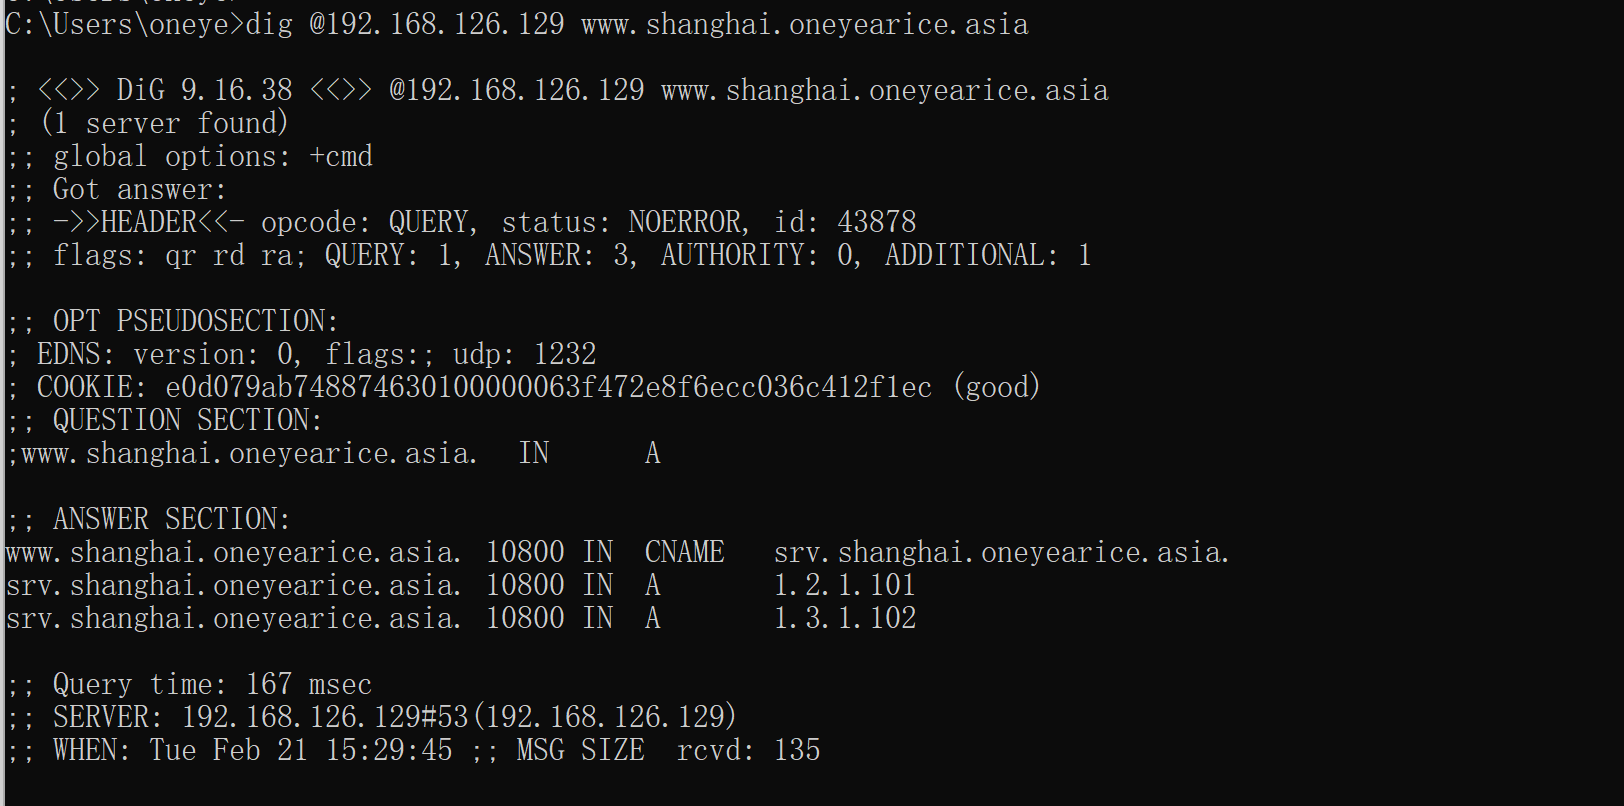 C:\Users\oneye>dig @192.168.126.129 www.shanghai.oneyearice.asia
; <<>> DiG 9.16.38 <<>> @192.168.126.129 www.shanghai.oneyearice.asia
; (1 server found)
;; global options: +cmd
;; Got answer:
;; ->>HEADER<<- opcode: QUERY, status: NOERROR, id: 43878
;; flags: qr rd ra; QUERY: 1, ANSWER: 3, AUTHORITY: 0, ADDITIONAL: 1
;; OPT PSEUDOSECTION:
; EDNS: version: 0, flags:; udp: 1232
; COOKIE: e0d079ab748874630100000063f472e8f6ecc036c412f1ec (good)
;; QUESTION SECTION:
;www.shanghai.oneyearice.asia. IN A
;; ANSWER SECTION:
www.shanghai.oneyearice.asia. 10800 IN CNAME srv.shanghai.oneyearice.asia.
srv.shanghai.oneyearice.asia. 10800 IN A 1.2.1.101
srv.shanghai.oneyearice.asia. 10800 IN A 1.3.1.102
;; Query time: 167 msec
;; SERVER: 192.168.126.129#53(192.168.126.129)
;; WHEN: Tue Feb 21 15:29:45 ;; MSG SIZE rcvd: 135